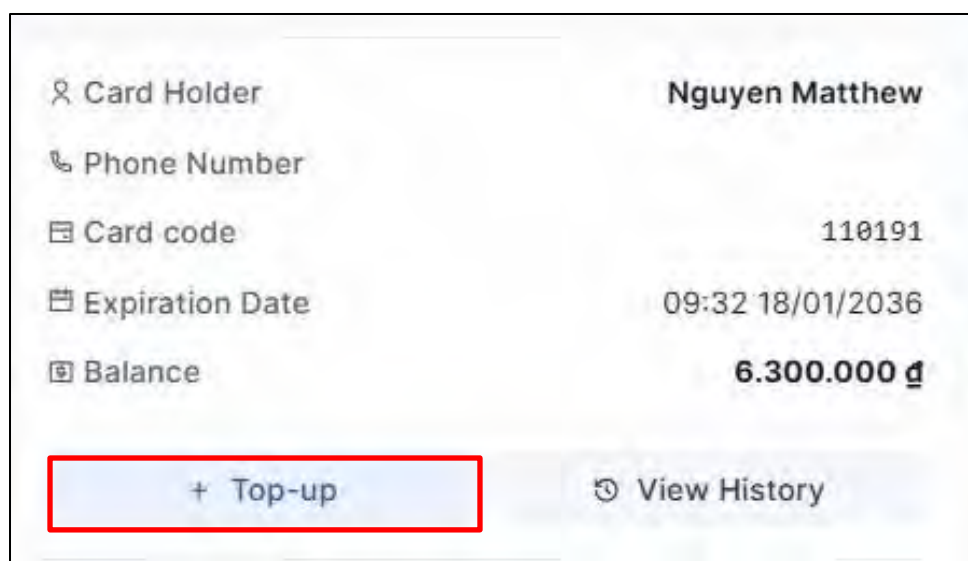 Card Holder Nguyen Matthew
Phone Number
Card code 110191
Expiration Date 09:32 18/01/2036
Balance 6.300.000 ₫
+ Top-up View History